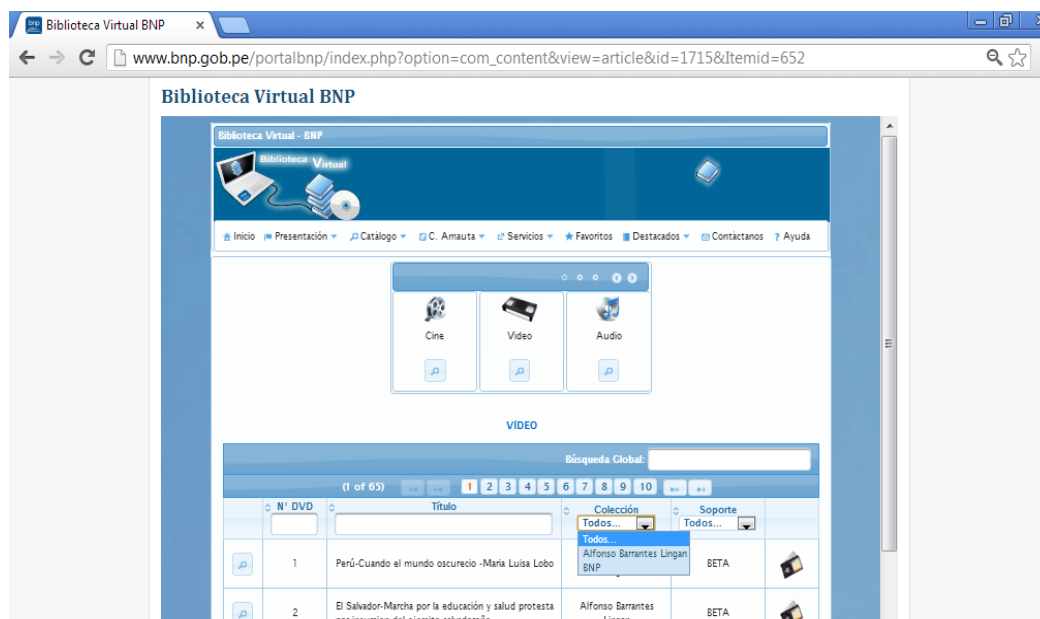 Biblioteca Virtual BNP
www.bnp.gob.pe/portalbnp/index.php?option=com_content&view=article&id=1715&Itemid=652
Biblioteca Virtual BNP
Biblioteca Virtual - BNP
Biblioteca Virtual
Inicio Presentación Catálogo C. Amauta Servicios Favoritos Destacados Contáctanos ? Ayuda
Cine Video Audio
VÍDEO
Búsqueda Global:
(1 of 65) 1 2 3 4 5 6 7 8 9 10
N° DVD Título Colección Soporte
Todos... Todos...
Todos...
Alfonso Barrantes Lingan
BNP
1 Perú-Cuando el mundo oscurecio -Maria Luisa Lobo BETA
2 El Salvador-Marcha por la educación y salud protesta Alfonso Barrantes BETA